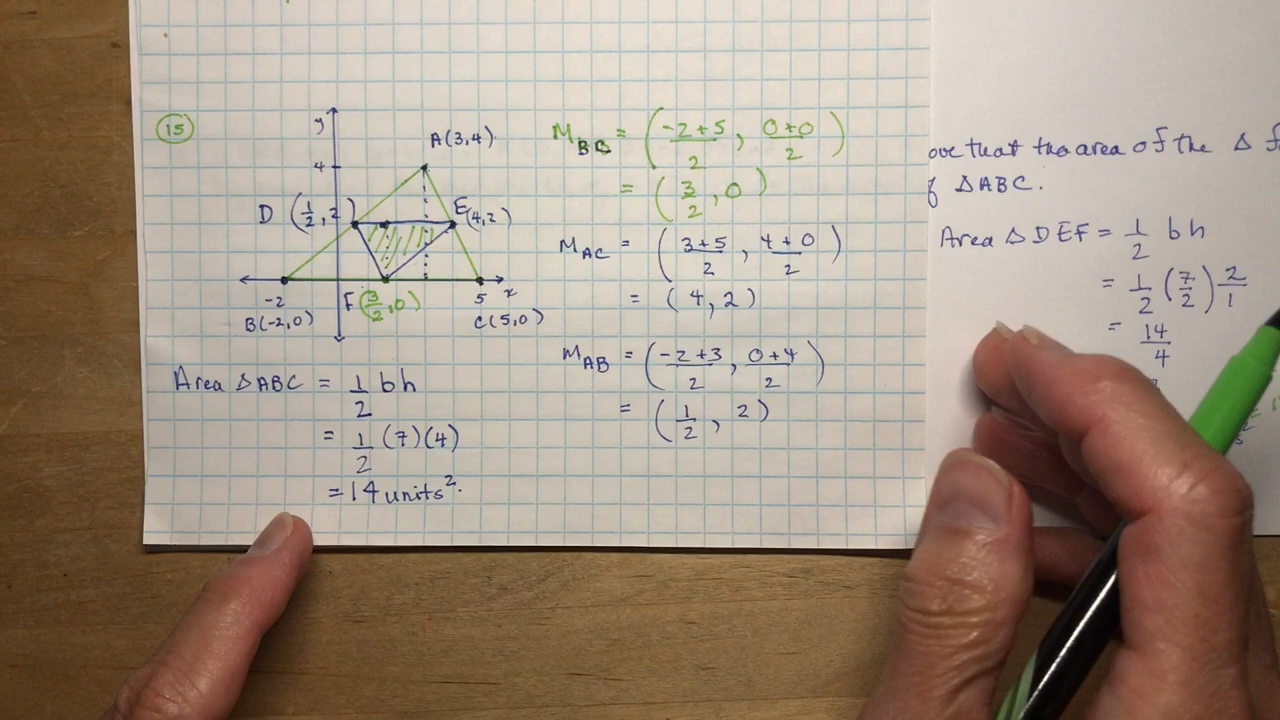 15
y
A(3,4)
4
D (1/2, 2)
E(4,2)
-2
F(3/2, 0)
5
x
B(-2,0)
C(5,0)
Area △ABC = 1/2 bh
= 1/2 (7)(4)
= 14 units².
M_BC = (-2+5/2, 0+0/2)
= (3/2, 0)
M_AC = (3+5/2, 4+0/2)
= (4, 2)
M_AB = (-2+3/2, 0+4/2)
= (1/2, 2)
that the area of the △
△ABC.
Area △DEF = 1/2 bh
= 1/2 (7/2) 2/1
= 14/4